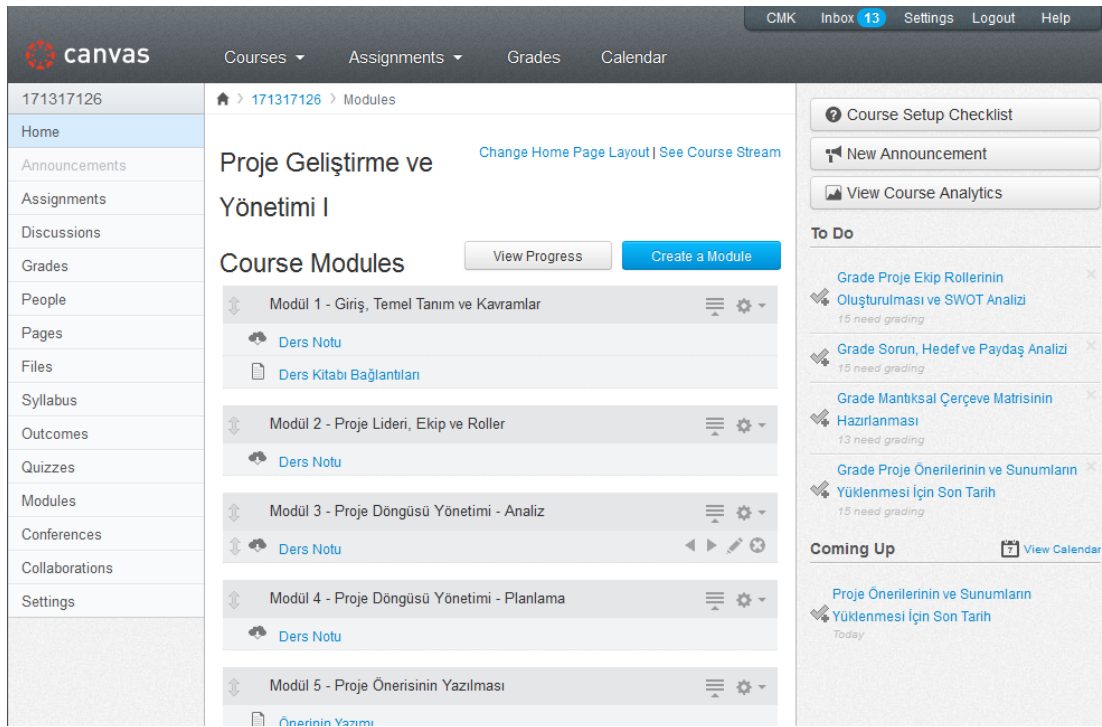 CMK Inbox 13 Settings Logout Help
canvas
Courses Assignments Grades Calendar
171317126
Home
Announcements
Assignments
Discussions
Grades
People
Pages
Files
Syllabus
Outcomes
Quizzes
Modules
Conferences
Collaborations
Settings
171317126 Modules
Proje Geliştirme ve
Yönetimi I
Change Home Page Layout | See Course Stream
Course Modules
View Progress
Create a Module
Modül 1 - Giriş, Temel Tanım ve Kavramlar
Ders Notu
Ders Kitabı Bağlantıları
Modül 2 - Proje Lideri, Ekip ve Roller
Ders Notu
Modül 3 - Proje Döngüsü Yönetimi - Analiz
Ders Notu
Modül 4 - Proje Döngüsü Yönetimi - Planlama
Ders Notu
Modül 5 - Proje Önerisinin Yazılması
Önerinin Yazımı
Course Setup Checklist
New Announcement
View Course Analytics
To Do
Grade Proje Ekip Rollerinin
Oluşturulması ve SWOT Analizi
15 need grading
Grade Sorun, Hedef ve Paydaş Analizi
15 need grading
Grade Mantıksal Çerçeve Matrisinin
Hazırlanması
13 need grading
Grade Proje Önerilerinin ve Sunumların
Yüklenmesi İçin Son Tarih
15 need grading
Coming Up
7 View Calendar
Proje Önerilerinin ve Sunumların
Yüklenmesi İçin Son Tarih
Today